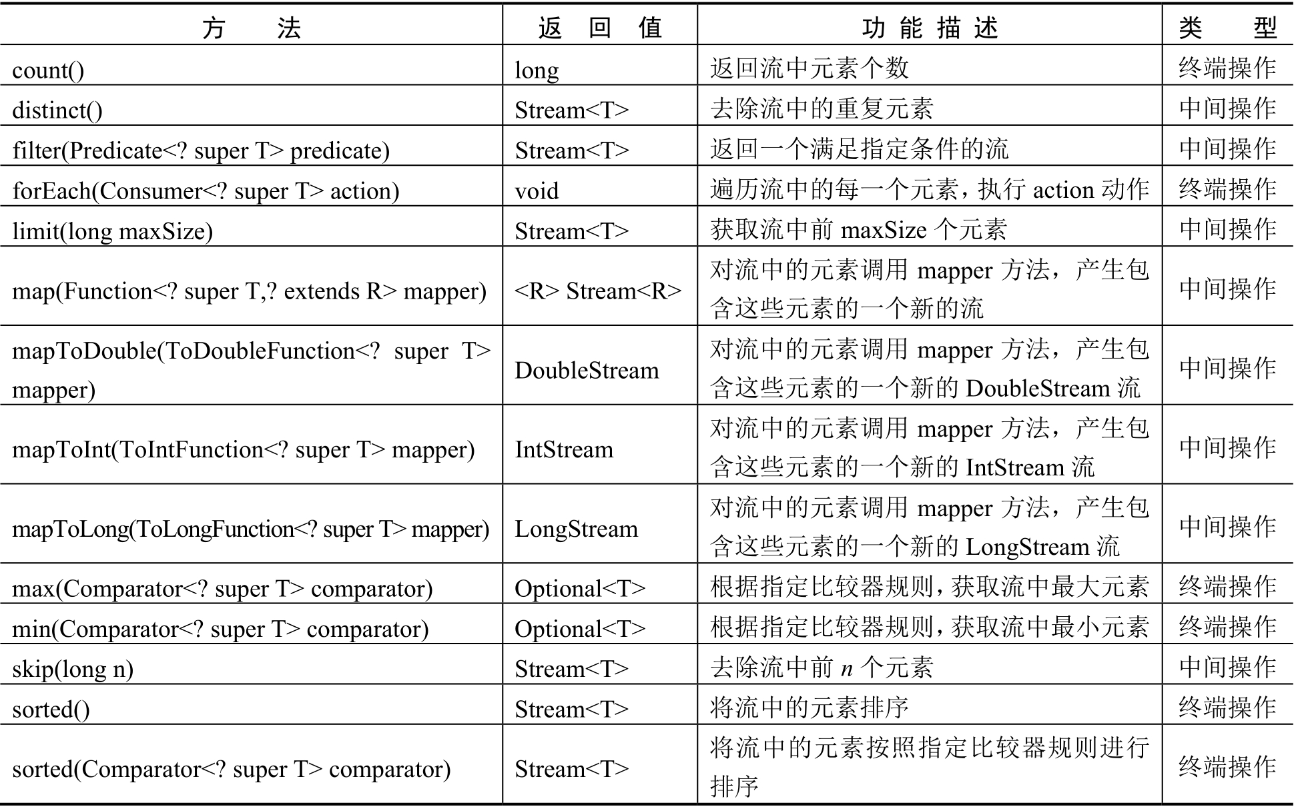 方 法 返 回 值 功 能 描 述 类 型
count() long 返回流中元素个数 终端操作
distinct() Stream<T> 去除流中的重复元素 中间操作
filter(Predicate<? super T> predicate) Stream<T> 返回一个满足指定条件的流 中间操作
forEach(Consumer<? super T> action) void 遍历流中的每一个元素，执行 action 动作 终端操作
limit(long maxSize) Stream<T> 获取流中前 maxSize 个元素 中间操作
map(Function<? super T,? extends R> mapper) <R> Stream<R> 对流中的元素调用 mapper 方法，产生包
含这些元素的一个新的流 中间操作
mapToDouble(ToDoubleFunction<? super T>
mapper) DoubleStream 对流中的元素调用 mapper 方法，产生包
含这些元素的一个新的 DoubleStream 流 中间操作
mapToInt(ToIntFunction<? super T> mapper) IntStream 对流中的元素调用 mapper 方法，产生包
含这些元素的一个新的 IntStream 流 中间操作
mapToLong(ToLongFunction<? super T> mapper) LongStream 对流中的元素调用 mapper 方法，产生包
含这些元素的一个新的 LongStream 流 中间操作
max(Comparator<? super T> comparator) Optional<T> 根据指定比较器规则，获取流中最大元素 终端操作
min(Comparator<? super T> comparator) Optional<T> 根据指定比较器规则，获取流中最小元素 终端操作
skip(long n) Stream<T> 去除流中前 n 个元素 中间操作
sorted() Stream<T> 将流中的元素排序 终端操作
sorted(Comparator<? super T> comparator) Stream<T> 将流中的元素按照指定比较器规则进行
排序 终端操作